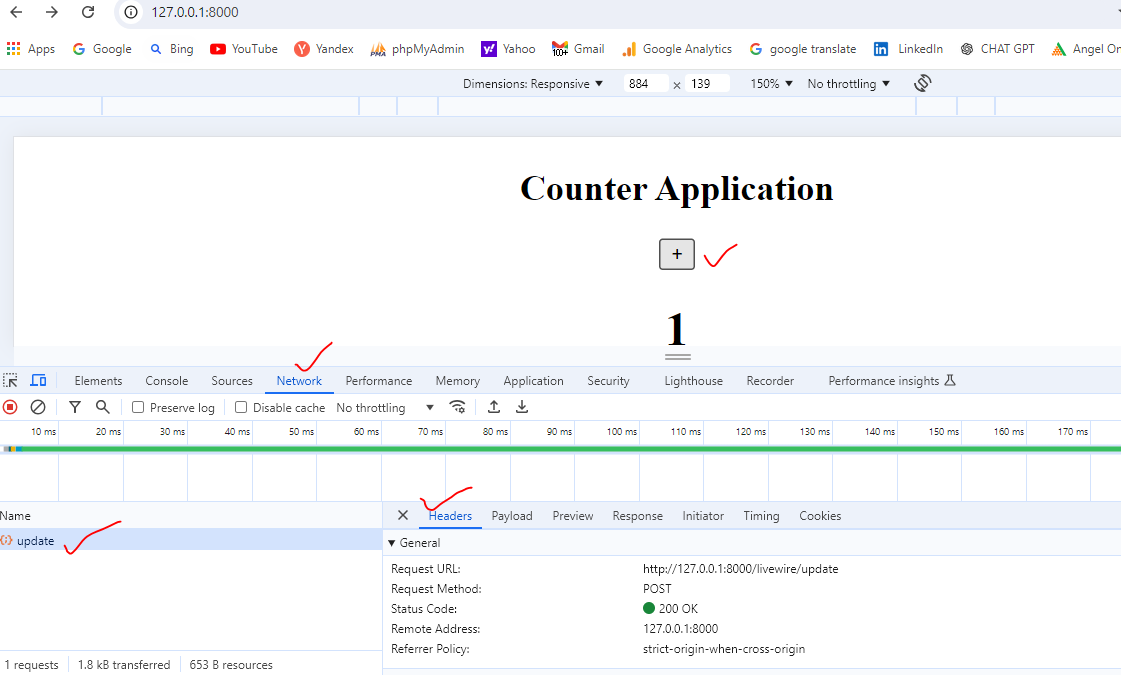 127.0.0.1:8000
Apps Google Bing YouTube Yandex phpMyAdmin Yahoo Gmail Google Analytics google translate LinkedIn CHAT GPT Angel On
Dimensions: Responsive ▼ 884 × 139 150% ▼ No throttling ▼
Counter Application
+
1
Elements Console Sources Network Performance Memory Application Security Lighthouse Recorder Performance insights
Preserve log Disable cache No throttling ▼
10 ms 20 ms 30 ms 40 ms 50 ms 60 ms 70 ms 80 ms 90 ms 100 ms 110 ms 120 ms 130 ms 140 ms 150 ms 160 ms 170 ms
Name
update
1 requests 1.8 kB transferred 653 B resources
Headers Payload Preview Response Initiator Timing Cookies
▼ General
Request URL: http://127.0.0.1:8000/livewire/update
Request Method: POST
Status Code: 200 OK
Remote Address: 127.0.0.1:8000
Referrer Policy: strict-origin-when-cross-origin